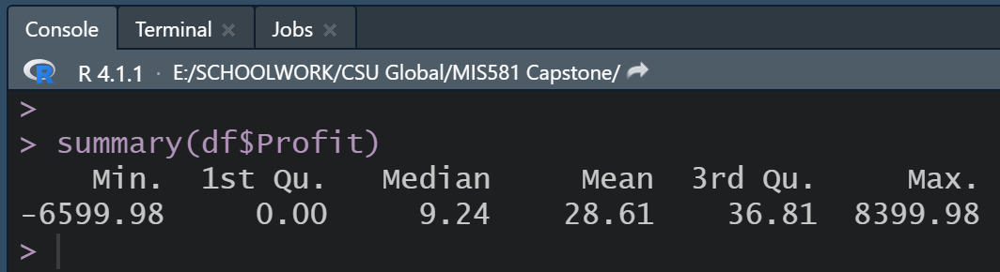 Console Terminal × Jobs ×
R R 4.1.1 · E:/SCHOOLWORK/CSU Global/MIS581 Capstone/
>
> summary(df$Profit)
Min. 1st Qu. Median Mean 3rd Qu. Max.
-6599.98 0.00 9.24 28.61 36.81 8399.98
>